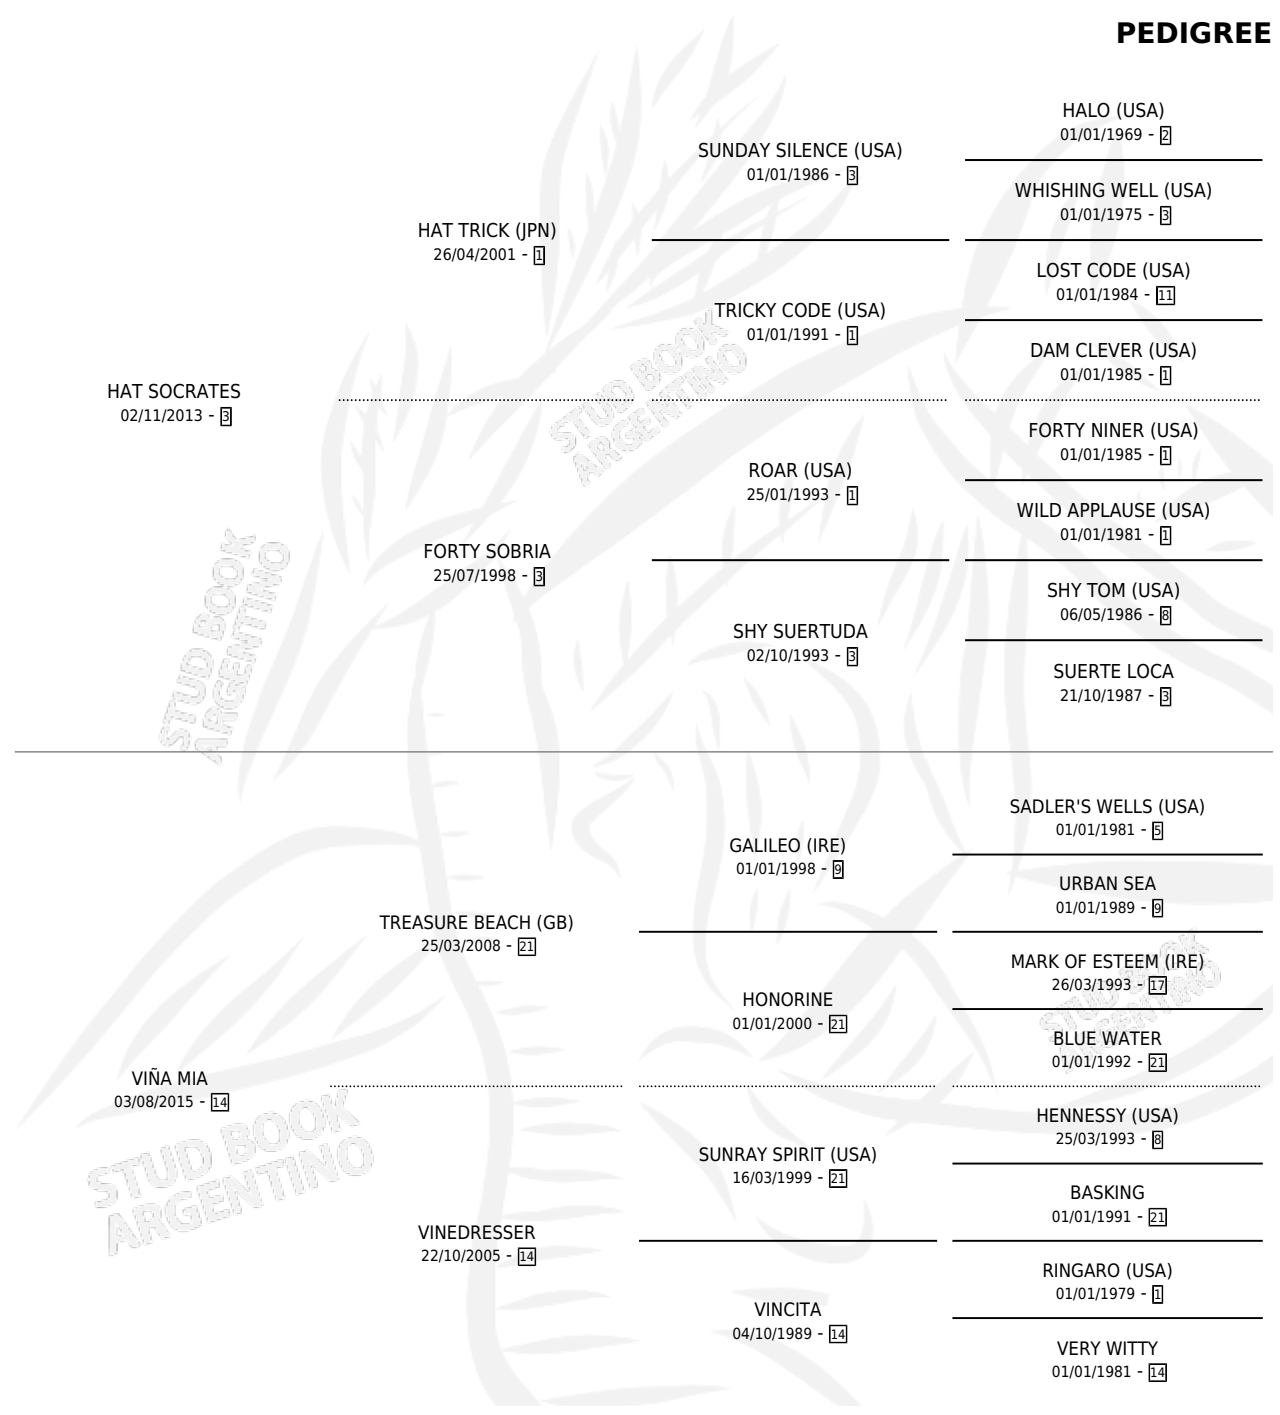 PEDIGREE
HALO (USA)
01/01/1969 - 2
SUNDAY SILENCE (USA)
01/01/1986 - 3
WHISHING WELL (USA)
01/01/1975 - 3
HAT TRICK (JPN)
26/04/2001 - 1
LOST CODE (USA)
01/01/1984 - 11
TRICKY CODE (USA)
01/01/1991 - 1
DAM CLEVER (USA)
01/01/1985 - 1
HAT SOCRATES
02/11/2013 - 3
FORTY NINER (USA)
01/01/1985 - 1
ROAR (USA)
25/01/1993 - 1
WILD APPLAUSE (USA)
01/01/1981 - 1
FORTY SOBRIA
25/07/1998 - 3
SHY TOM (USA)
06/05/1986 - 8
SHY SUERTUDA
02/10/1993 - 3
SUERTE LOCA
21/10/1987 - 3
SADLER'S WELLS (USA)
01/01/1981 - 5
GALILEO (IRE)
01/01/1998 - 9
URBAN SEA
01/01/1989 - 9
TREASURE BEACH (GB)
25/03/2008 - 21
MARK OF ESTEEM (IRE)
26/03/1993 - 17
HONORINE
01/01/2000 - 21
BLUE WATER
01/01/1992 - 21
VIÑA MIA
03/08/2015 - 14
HENNESSY (USA)
25/03/1993 - 8
SUNRAY SPIRIT (USA)
16/03/1999 - 21
BASKING
01/01/1991 - 21
VINEDRESSER
22/10/2005 - 14
RINGARO (USA)
01/01/1979 - 1
VINCITA
04/10/1989 - 14
VERY WITTY
01/01/1981 - 14
STUD BOOK
ARGENTINO
STUD BOOK
ARGENTINO
STUD BOOK
ARGENTINO
STUD BOOK
ARGENTINO